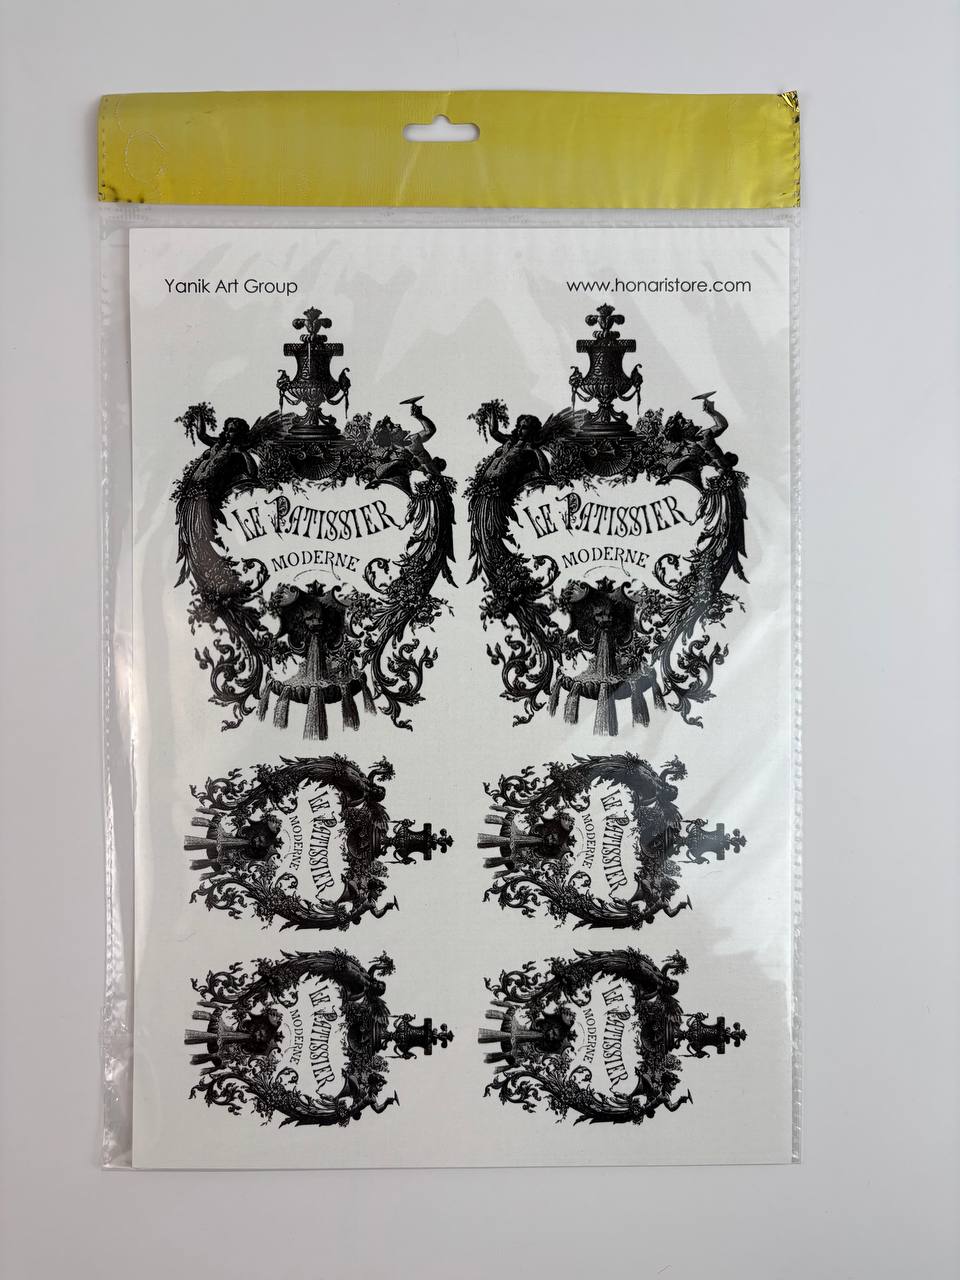 Yanik Art Group
www.honaristore.com
LE PATISSIER
MODERNE
LE PATISSIER
MODERNE
LE PATISSIER
MODERNE
LE PATISSIER
MODERNE
LE PATISSIER
MODERNE
LE PATISSIER
MODERNE